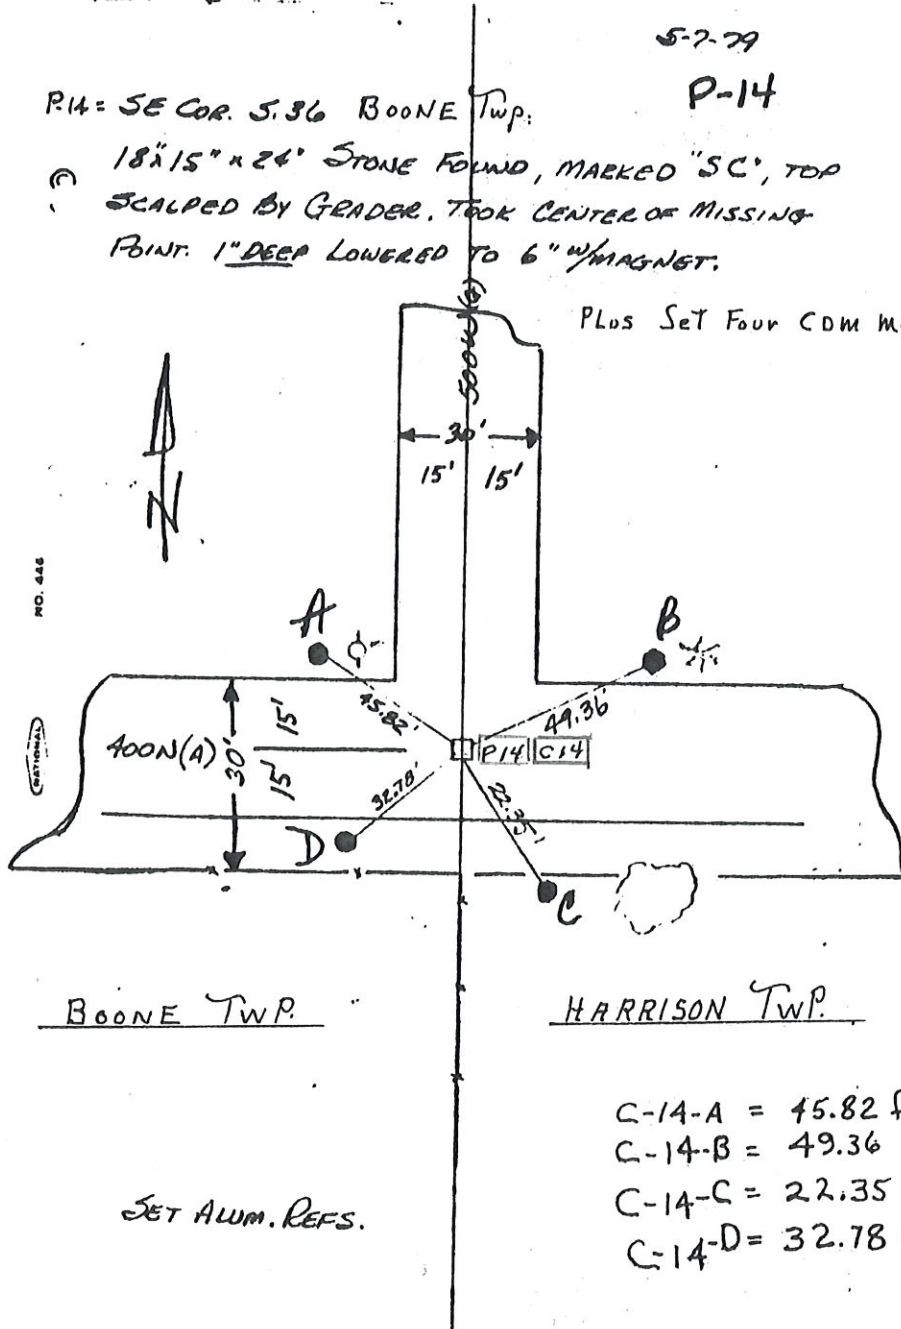 5-7-79
P-14
P.14 = SE COR. S.36 BOONE Twp.
18"x15"x24" STONE FOUND, MARKED "SC", TOP
SCALPED BY GRADER. TOOK CENTER OF MISSING
POINT. 1" DEEP LOWERED TO 6" W/MAGNET.
PLus SeT Four CDM M
500W(A)
30'
15' 15'
N
NO. 446
A
B
45.82'
49.36'
400N(A)
30'
15'
15'
P14 C14
NATIONAL
32.78'
22.35'
D
C
BOONE TWP.
HARRISON TWP.
C-14-A = 45.82 f
C-14-B = 49.36
C-14-C = 22.35
C-14-D = 32.78
SET ALUM. REFS.